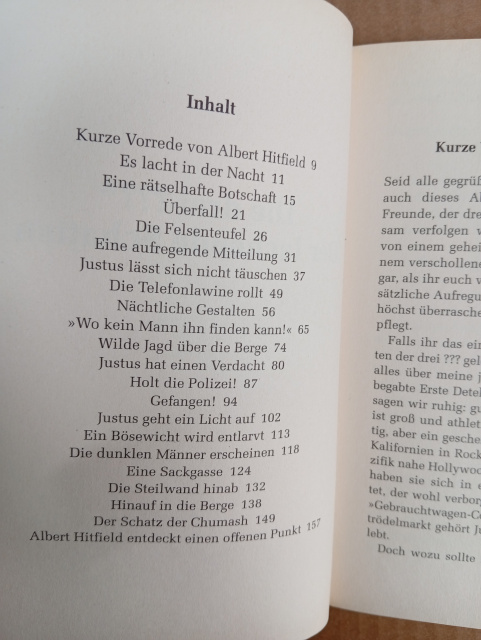 Inhalt
Kurze Vorrede von Albert Hitfield 9
Es lacht in der Nacht 11
Eine rätselhafte Botschaft 15
Überfall! 21
Die Felsenteufel 26
Eine aufregende Mitteilung 31
Justus lässt sich nicht täuschen 37
Die Telefonlawine rollt 49
Nächtliche Gestalten 56
»Wo kein Mann ihn finden kann!« 65
Wilde Jagd über die Berge 74
Justus hat einen Verdacht 80
Holt die Polizei! 87
Gefangen! 94
Justus geht ein Licht auf 102
Ein Bösewicht wird entlarvt 113
Die dunklen Männer erscheinen 118
Eine Sackgasse 124
Die Steilwand hinab 132
Hinauf in die Berge 138
Der Schatz der Chumash 149
Albert Hitfield entdeckt einen offenen Punkt 157
Kurze
Seid alle gegrüß
auch dieses Ab
Freunde, der dre
sam verfolgen w
von einem gehei
nem verschollene
gar, als ihr euch v
sätzliche Aufregu
höchst überrasche
pflegt.
Falls ihr das ein
ten der drei ??? gel
alles über meine j
begabte Erste Detel
sagen wir ruhig: gu
ist groß und athlet
tig, aber ein gesche
Kalifornien in Rock
zifik nahe Hollywoo
haben sie sich in e
tet, der wohl verborg
»Gebrauchtwagen-Ce
trödelmarkt gehört Ju
lebt.
Doch wozu sollte